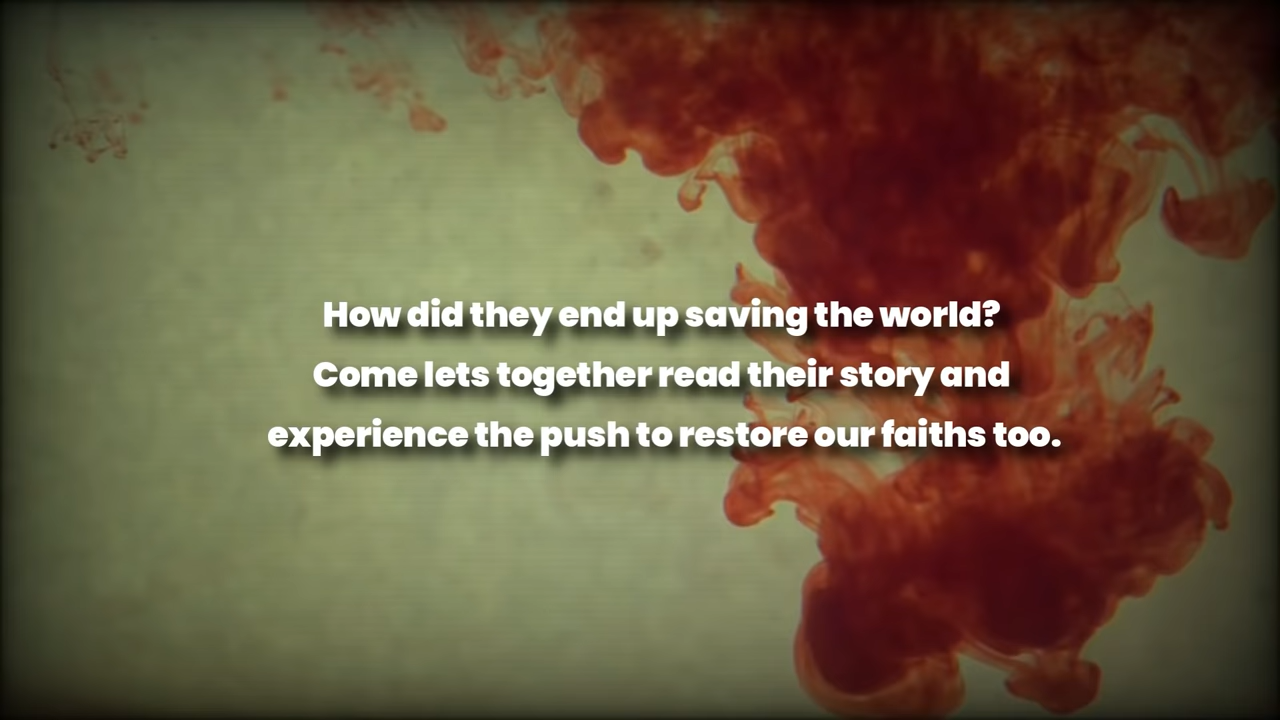 How did they end up saving the world?
Come lets together read their story and
experience the push to restore our faiths too.